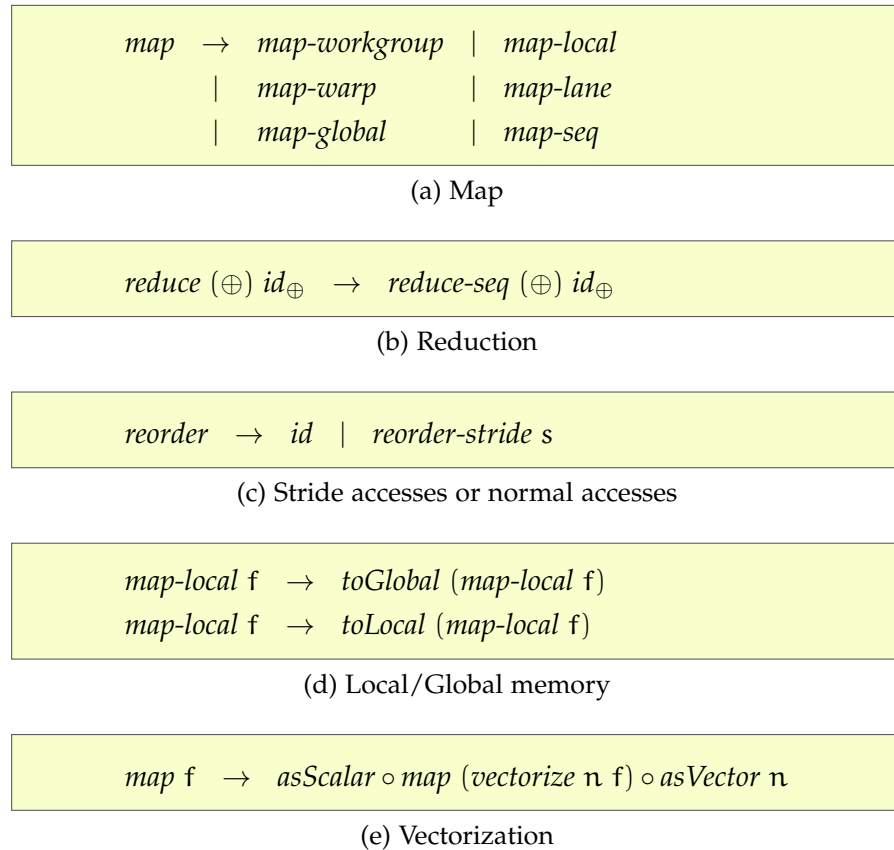 map → map-workgroup | map-local
| map-warp | map-lane
| map-global | map-seq
(a) Map
reduce (⊕) id⊕ → reduce-seq (⊕) id⊕
(b) Reduction
reorder → id | reorder-stride s
(c) Stride accesses or normal accesses
map-local f → toGlobal (map-local f)
map-local f → toLocal (map-local f)
(d) Local/Global memory
map f → asScalar ∘ map (vectorize n f) ∘ asVector n
(e) Vectorization